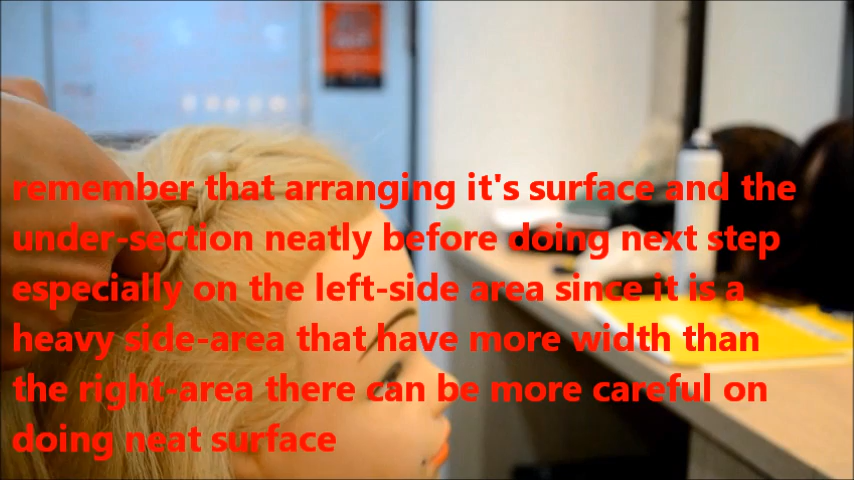 remember that arranging it's surface and the
under-section neatly before doing next step
especially on the left-side area since it is a
heavy side-area that have more width than
the right-area there can be more careful on
doing neat surface